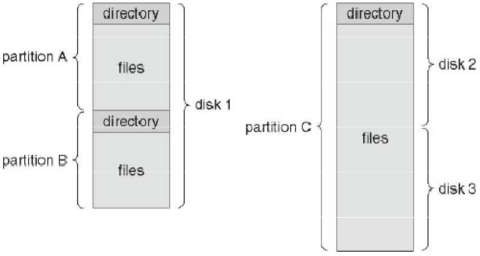 directory
partition A
files
disk 1
directory
partition B
files
directory
disk 2
partition C
files
disk 3